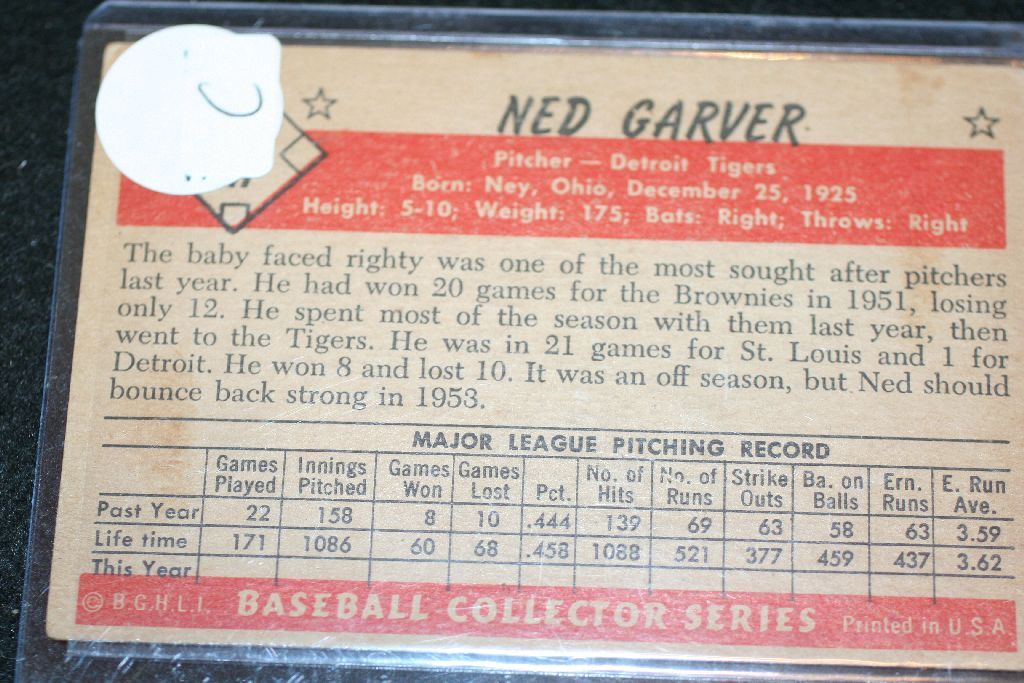 NED GARVER
Pitcher — Detroit Tigers
Born: Ney, Ohio, December 25, 1925
Height: 5-10; Weight: 175; Bats: Right; Throws: Right
The baby faced righty was one of the most sought after pitchers
last year. He had won 20 games for the Brownies in 1951, losing
only 12. He spent most of the season with them last year, then
went to the Tigers. He was in 21 games for St. Louis and 1 for
Detroit. He won 8 and lost 10. It was an off season, but Ned should
bounce back strong in 1953.
MAJOR LEAGUE PITCHING RECORD
Games Played Innings Pitched Games Won Games Lost Pct. No. of Hits No. of Runs Strike Outs Ba. on Balls Ern. Runs E. Run Ave.
Past Year 22 158 8 10 .444 139 69 63 58 63 3.59
Life time 171 1086 60 68 .458 1088 521 377 459 437 3.62
This Year
© B.G.H.L.I. BASEBALL COLLECTOR SERIES Printed in U.S.A.